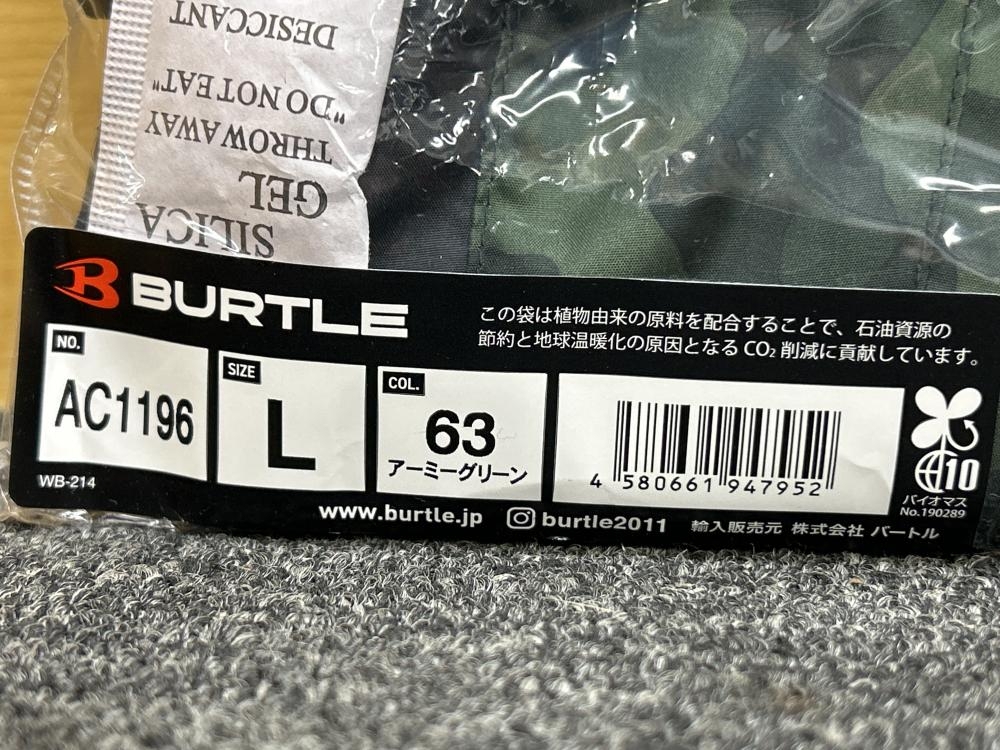 DESICCANT
"DO NOT EAT"
THROW AWAY
GEL
SILICA
BURTLE
この袋は植物由来の原料を配合することで、石油資源の
節約と地球温暖化の原因となるCO₂削減に貢献しています。
NO.
AC1196
SIZE
L
COL.
63
アーミーグリーン
4 580661 947952
10
バイオマス
No.190289
WB-214
www.burtle.jp burtle2011 輸入販売元 株式会社 バートル